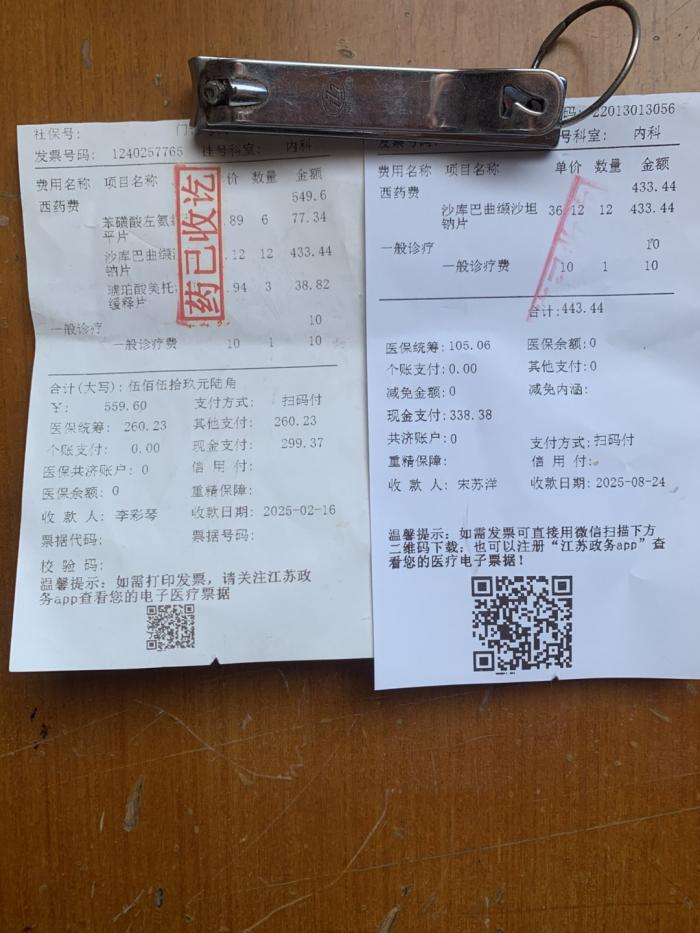 社保号:
发票号码: 1240257765 挂号科室: 内科
费用名称 项目名称 价 数量 金额
西药费 549.6
苯磺酸左氨 .89 6 77.34
平片
沙库巴曲缬 .12 12 433.44
钠片
琥珀酸美托 .94 3 38.82
缓释片
一般诊疗 10
一般诊疗费 10 1 10
药已收讫
合计(大写): 伍佰伍拾玖元陆角
¥: 559.60 支付方式: 扫码付
医保统筹: 260.23 其他支付: 260.23
个账支付: 0.00 现金支付: 299.37
医保共济账户: 0 信 用 付:
医保余额: 0 重精保障:
收 款 人: 李彩琴 收款日期: 2025-02-16
票据代码: 票据号码:
校 验 码:
温馨提示: 如需打印发票, 请关注江苏政
务app查看您的电子医疗票据
码: 22013013056
号科室: 内科
费用名称 项目名称 单价 数量 金额
西药费 433.44
沙库巴曲缬沙坦 36.12 12 433.44
钠片
一般诊疗 10
一般诊疗费 10 1 10
合计:443.44
医保统筹:105.06 医保余额:0
个账支付:0.00 其他支付:0
减免金额:0 减免内涵:
现金支付:338.38
共济账户:0 支付方式:扫码付
重精保障: 信 用 付:
收 款 人: 宋苏洋 收款日期:2025-08-24
温馨提示: 如需发票可直接用微信扫描下方
二维码下载; 也可以注册“江苏政务app”查
看您的医疗电子票据!